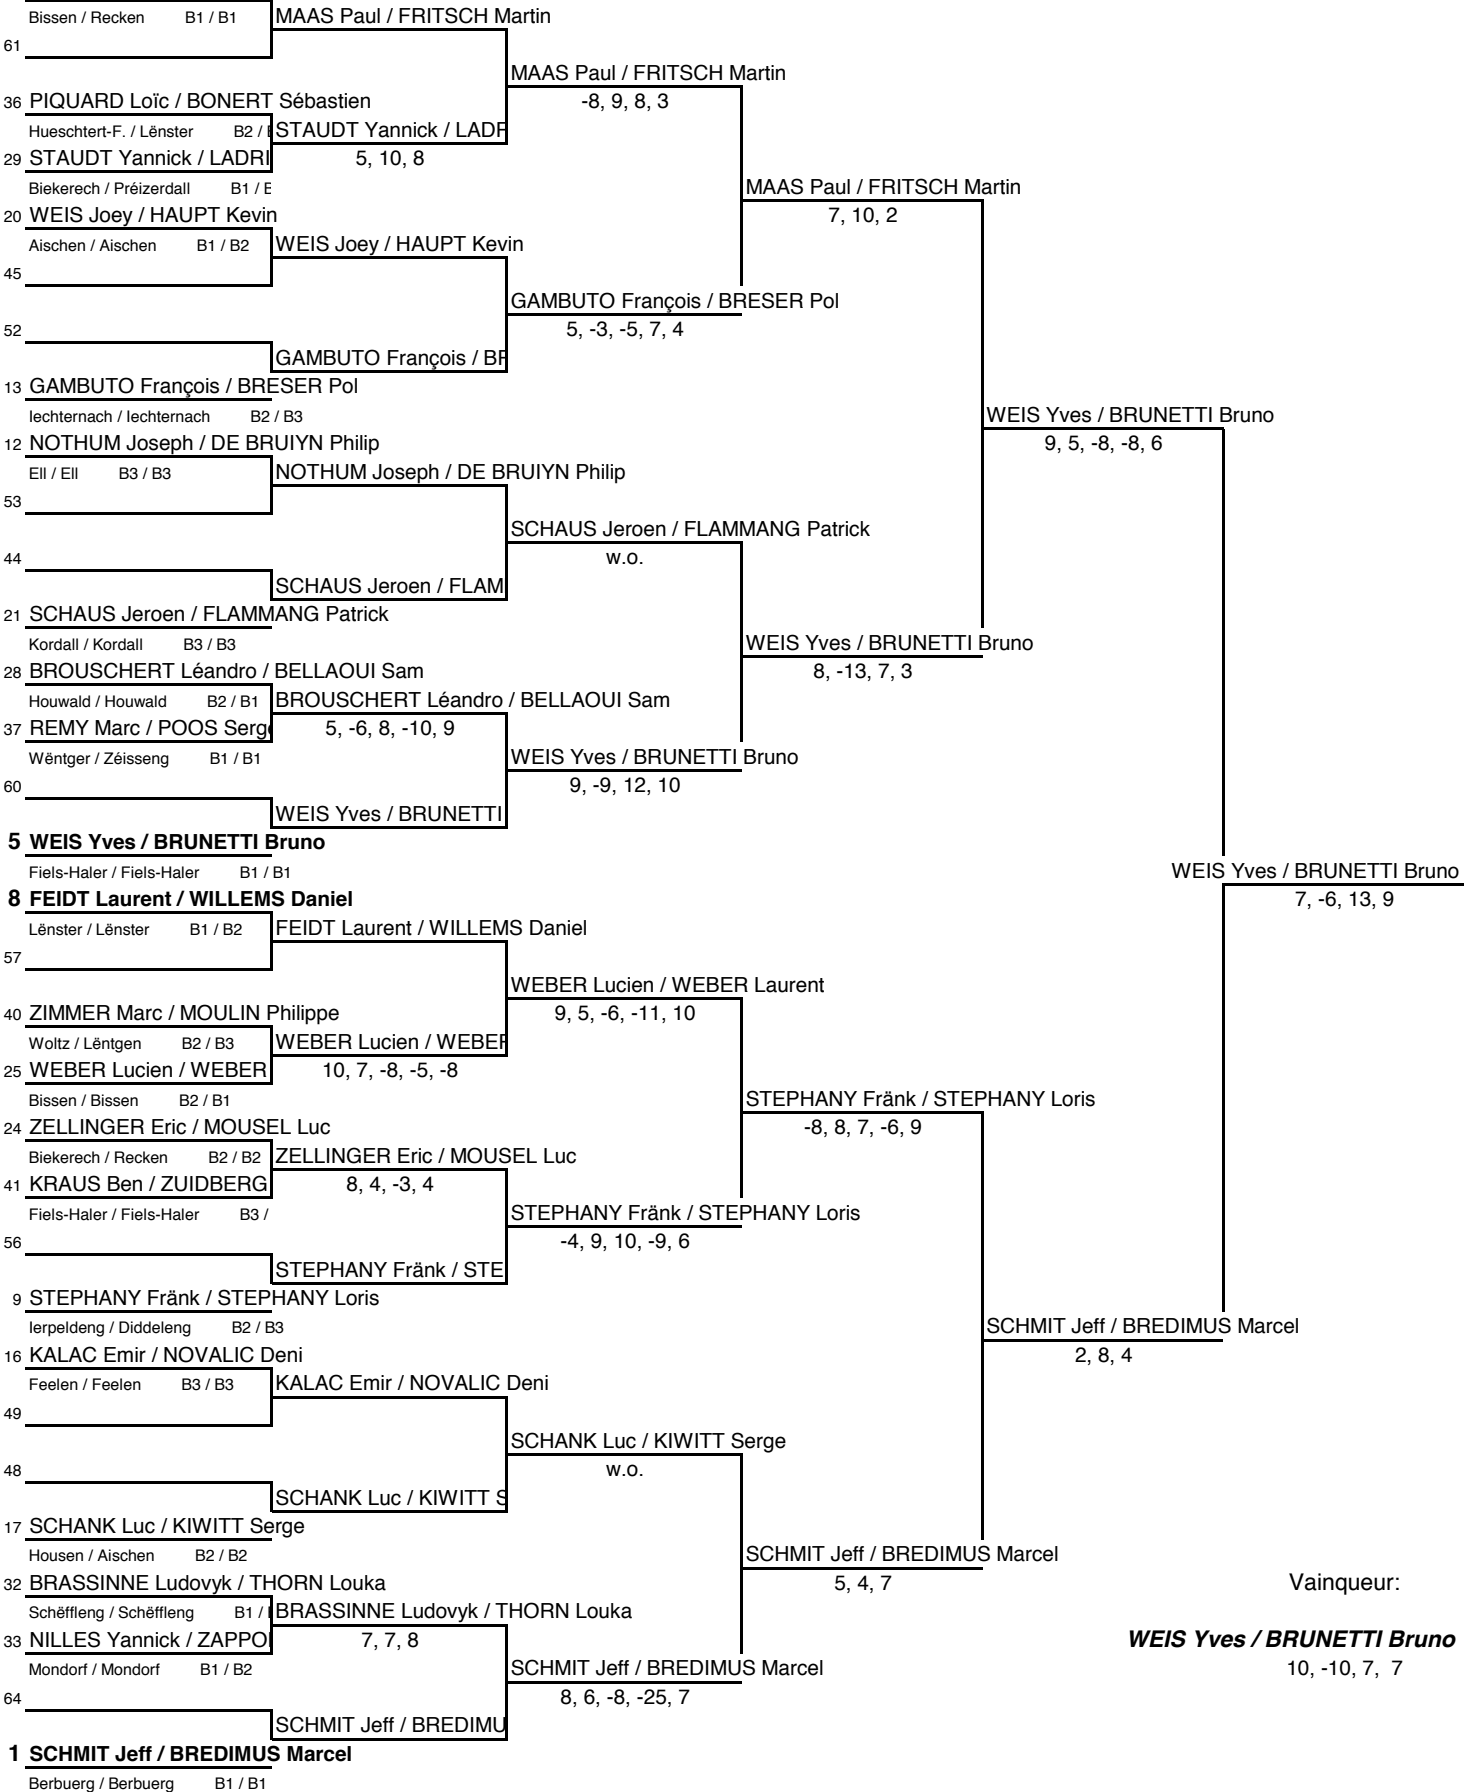 Bissen / Recken B1 / B1 MAAS Paul / FRITSCH Martin
61
MAAS Paul / FRITSCH Martin
36 PIQUARD Loïc / BONERT Sébastien -8, 9, 8, 3
Hueschtert-F. / Lënster B2 / STAUDT Yannick / LADR
29 STAUDT Yannick / LADRI 5, 10, 8
Biekerech / Préizerdall B1 / MAAS Paul / FRITSCH Martin
20 WEIS Joey / HAUPT Kevin 7, 10, 2
Aischen / Aischen B1 / B2 WEIS Joey / HAUPT Kevin
45
GAMBUTO François / BRESER Pol
52 5, -3, -5, 7, 4
GAMBUTO François / BR
13 GAMBUTO François / BRESER Pol
Iechternach / Iechternach B2 / B3 WEIS Yves / BRUNETTI Bruno
12 NOTHUM Joseph / DE BRUIYN Philip 9, 5, -8, -8, 6
Ell / Ell B3 / B3 NOTHUM Joseph / DE BRUIYN Philip
53
SCHAUS Jeroen / FLAMMANG Patrick
44 w.o.
SCHAUS Jeroen / FLAM
21 SCHAUS Jeroen / FLAMMANG Patrick
Kordall / Kordall B3 / B3 WEIS Yves / BRUNETTI Bruno
28 BROUSCHERT Léandro / BELLAOUI Sam 8, -13, 7, 3
Houwald / Houwald B2 / B1 BROUSCHERT Léandro / BELLAOUI Sam
37 REMY Marc / POOS Serge 5, -6, 8, -10, 9
Wëntger / Zéisseng B1 / B1 WEIS Yves / BRUNETTI Bruno
60 9, -9, 12, 10
WEIS Yves / BRUNETTI
5 WEIS Yves / BRUNETTI Bruno
Fiels-Haler / Fiels-Haler B1 / B1 WEIS Yves / BRUNETTI Bruno
8 FEIDT Laurent / WILLEMS Daniel 7, -6, 13, 9
Lënster / Lënster B1 / B2 FEIDT Laurent / WILLEMS Daniel
57
WEBER Lucien / WEBER Laurent
40 ZIMMER Marc / MOULIN Philippe 9, 5, -6, -11, 10
Woltz / Lëntgen B2 / B3 WEBER Lucien / WEBER
25 WEBER Lucien / WEBER 10, 7, -8, -5, -8
Bissen / Bissen B2 / B1 STEPHANY Fränk / STEPHANY Loris
24 ZELLINGER Eric / MOUSEL Luc -8, 8, 7, -6, 9
Biekerech / Recken B2 / B2 ZELLINGER Eric / MOUSEL Luc
41 KRAUS Ben / ZUIDBERG 8, 4, -3, 4
Fiels-Haler / Fiels-Haler B3 / STEPHANY Fränk / STEPHANY Loris
56 -4, 9, 10, -9, 6
STEPHANY Fränk / STE
9 STEPHANY Fränk / STEPHANY Loris
Ierpeldeng / Diddeleng B2 / B3 SCHMIT Jeff / BREDIMUS Marcel
16 KALAC Emir / NOVALIC Deni 2, 8, 4
Feelen / Feelen B3 / B3 KALAC Emir / NOVALIC Deni
49
SCHANK Luc / KIWITT Serge
48 w.o.
SCHANK Luc / KIWITT S
17 SCHANK Luc / KIWITT Serge
Housen / Aischen B2 / B2 SCHMIT Jeff / BREDIMUS Marcel
32 BRASSINNE Ludovyk / THORN Louka 5, 4, 7 Vainqueur:
Schëffleng / Schëffleng B1 / BRASSINNE Ludovyk / THORN Louka
33 NILLES Yannick / ZAPPO 7, 7, 8 WEIS Yves / BRUNETTI Bruno
Mondorf / Mondorf B1 / B2 SCHMIT Jeff / BREDIMUS Marcel 10, -10, 7, 7
64 8, 6, -8, -25, 7
SCHMIT Jeff / BREDIMU
1 SCHMIT Jeff / BREDIMUS Marcel
Berbuerg / Berbuerg B1 / B1